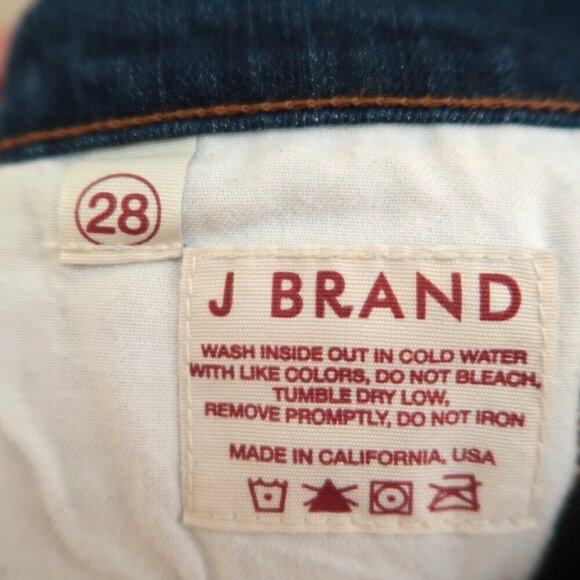 28
J BRAND
WASH INSIDE OUT IN COLD WATER
WITH LIKE COLORS, DO NOT BLEACH,
TUMBLE DRY LOW,
REMOVE PROMPTLY, DO NOT IRON
MADE IN CALIFORNIA, USA